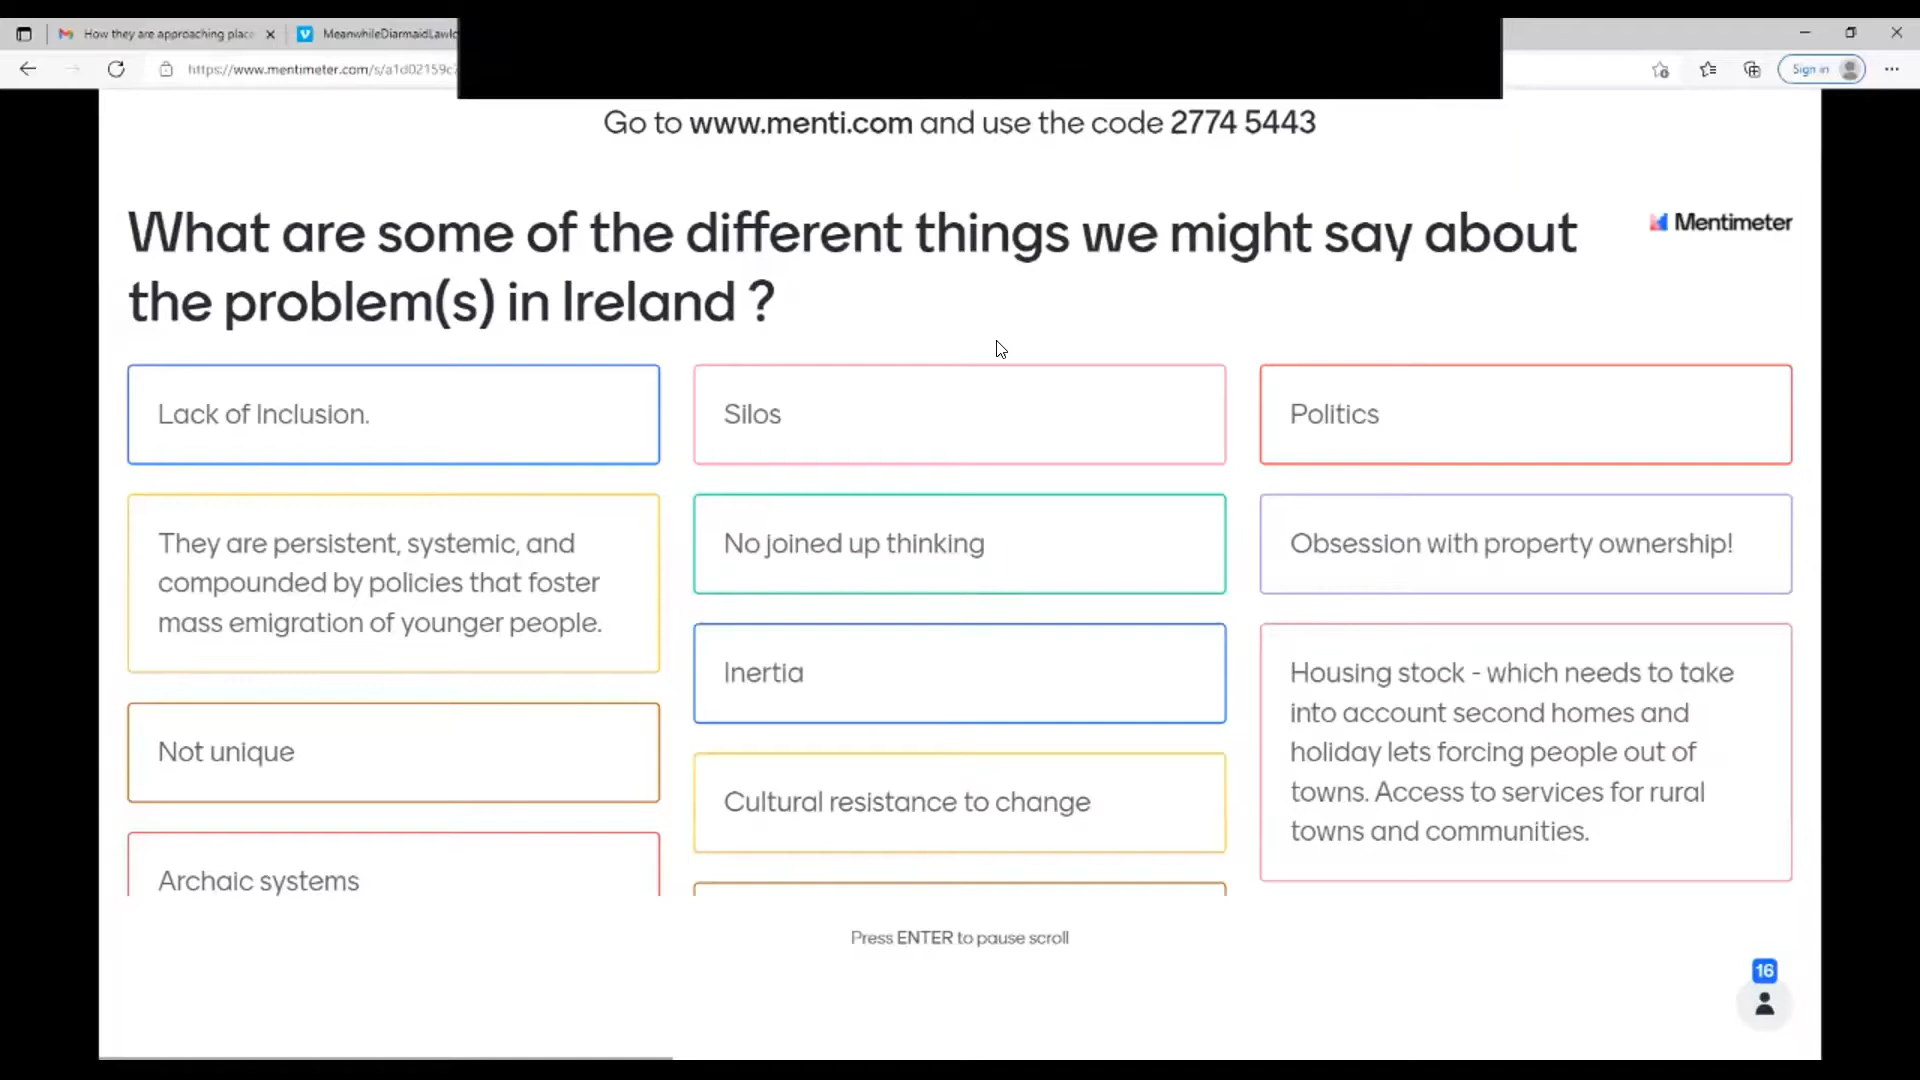 How they are approaching place
MeanwhileDiarmaidLawlo
https://www.mentimeter.com/s/a1d02159c7
Sign in
Go to www.menti.com and use the code 2774 5443
What are some of the different things we might say about
the problem(s) in Ireland ?
Mentimeter
Lack of Inclusion.
They are persistent, systemic, and
compounded by policies that foster
mass emigration of younger people.
Not unique
Archaic systems
Silos
No joined up thinking
Inertia
Cultural resistance to change
Politics
Obsession with property ownership!
Housing stock - which needs to take
into account second homes and
holiday lets forcing people out of
towns. Access to services for rural
towns and communities.
Press ENTER to pause scroll
16